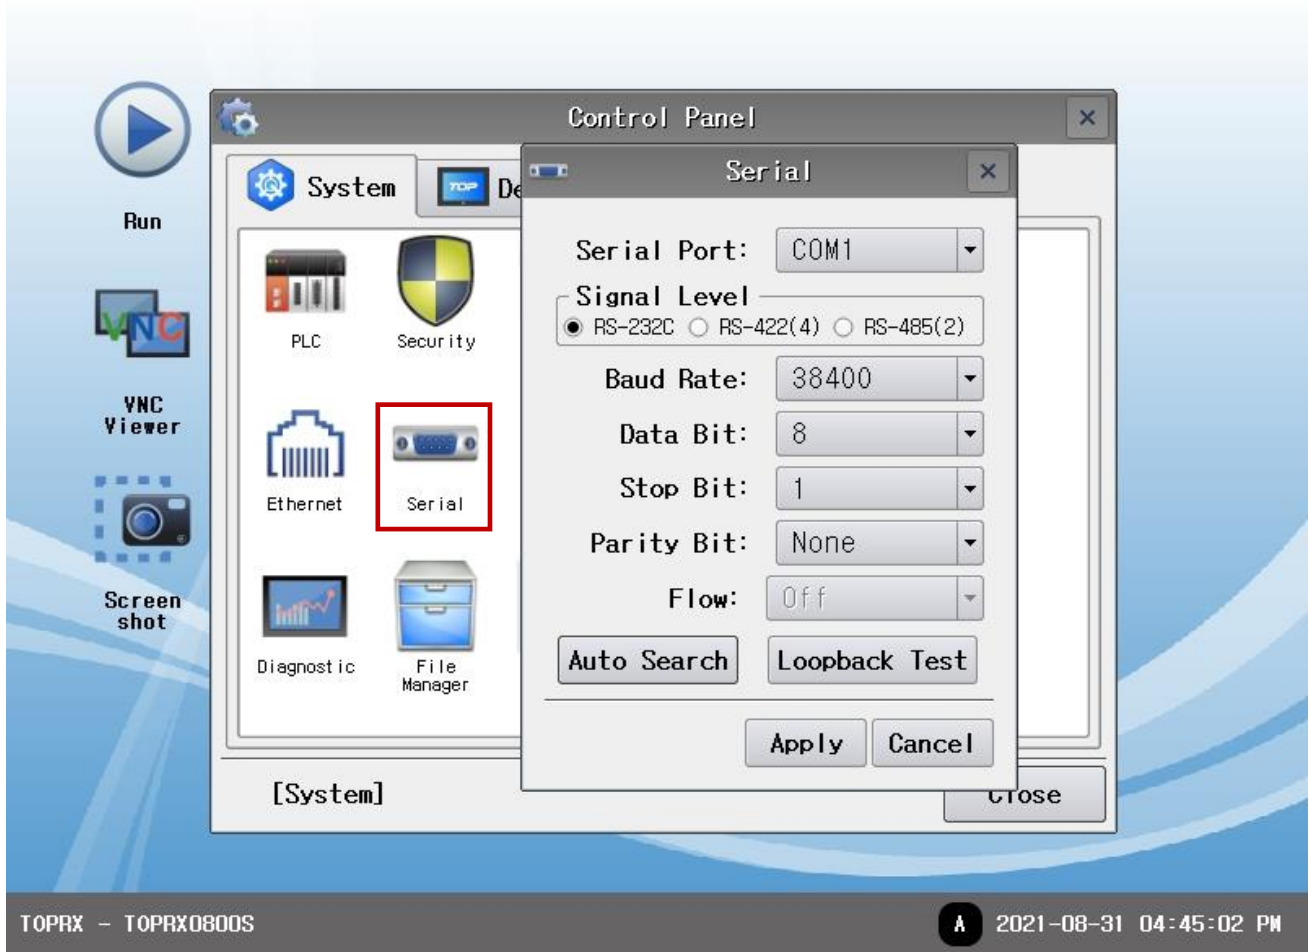 Control Panel
Serial
System
TOP
De
Run
VNC
VNC
Viewer
Screen
shot
PLC
Security
Ethernet
Serial
Diagnostic
File
Manager
Serial Port: COM1
Signal Level
RS-232C RS-422(4) RS-485(2)
Baud Rate: 38400
Data Bit: 8
Stop Bit: 1
Parity Bit: None
Flow: Off
Auto Search Loopback Test
Apply Cancel
[System]
Close
TOPRX - TOPRX0800S
A 2021-08-31 04:45:02 PM